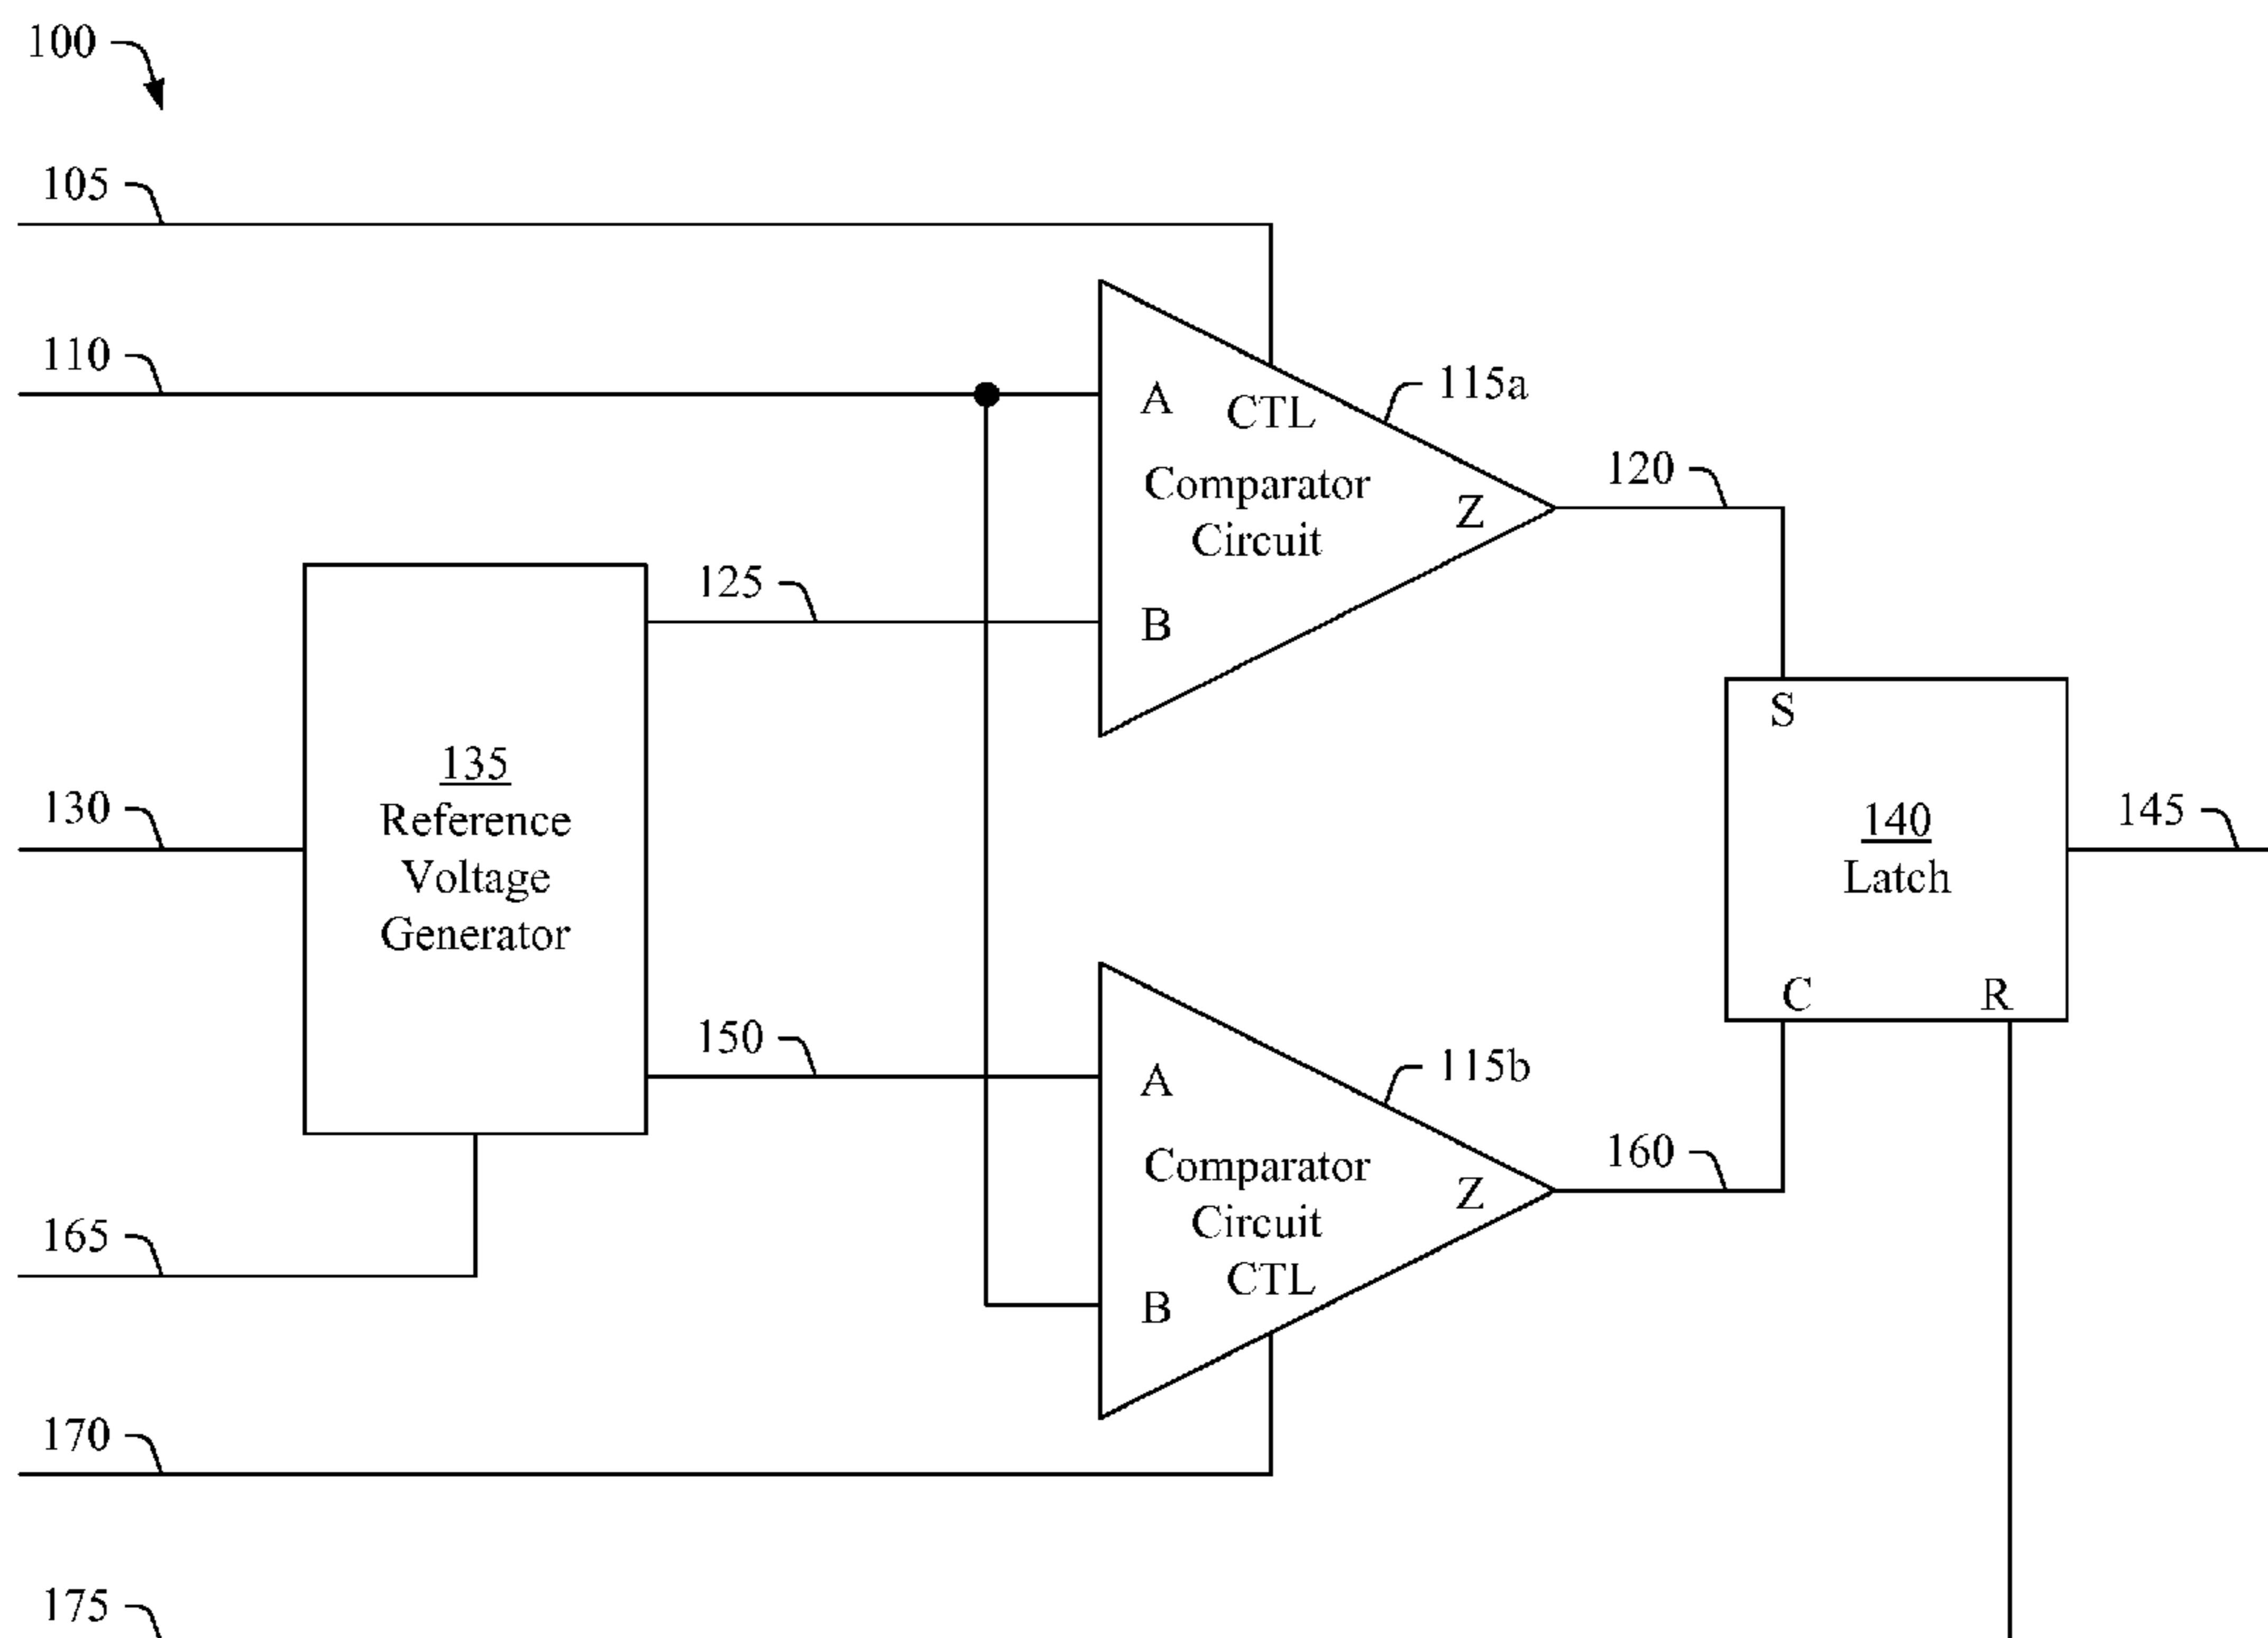 100
105
110
A
CTL
115a
Comparator
Circuit
Z
120
125
B
S
135
Reference
Voltage
Generator
130
140
Latch
145
C
R
150
A
115b
Comparator
Circuit
CTL
Z
160
165
B
170
175